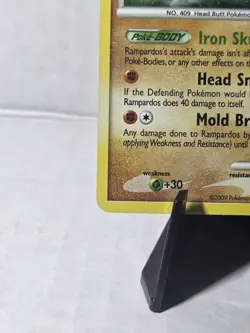 NO. 409 Head Butt Pokémon
Poké-BODY Iron Sk
Rampardos's attack's damage isn't af
Poké-Bodies, or any other effects on th
Head Sm
If the Defending Pokémon would
Rampardos does 40 damage to itself.
Mold Br
Any damage done to Rampardos by
applying Weakness and Resistance) until
weakness
resistan
+30
©2009 Pokémo